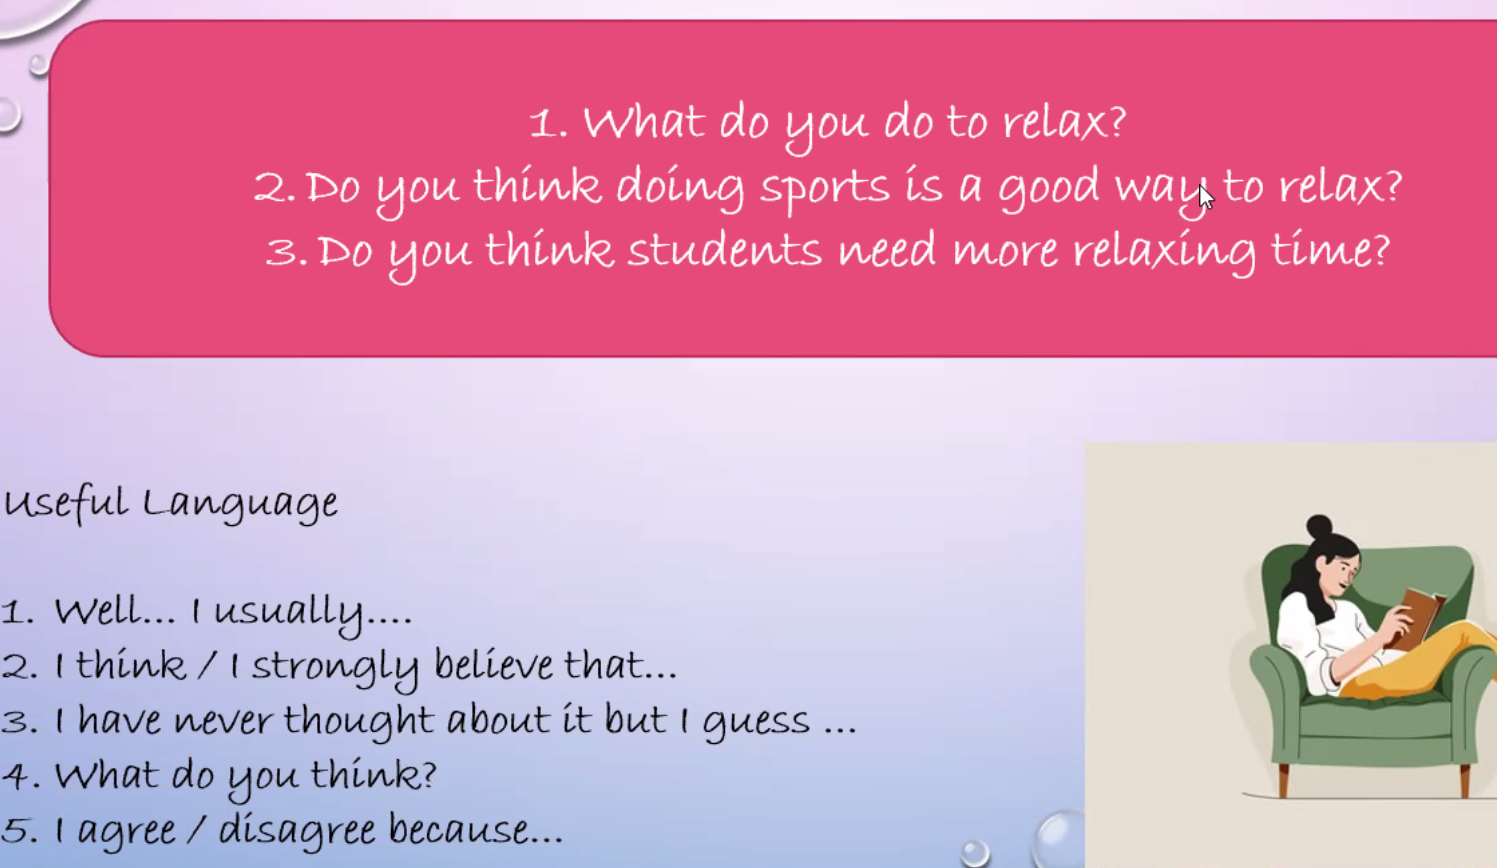 1. What do you do to relax?
2. Do you think doing sports is a good way to relax?
3. Do you think students need more relaxing time?
Useful Language
1. Well... I usually....
2. I think / I strongly believe that...
3. I have never thought about it but I guess ...
4. What do you think?
5. I agree / disagree because...